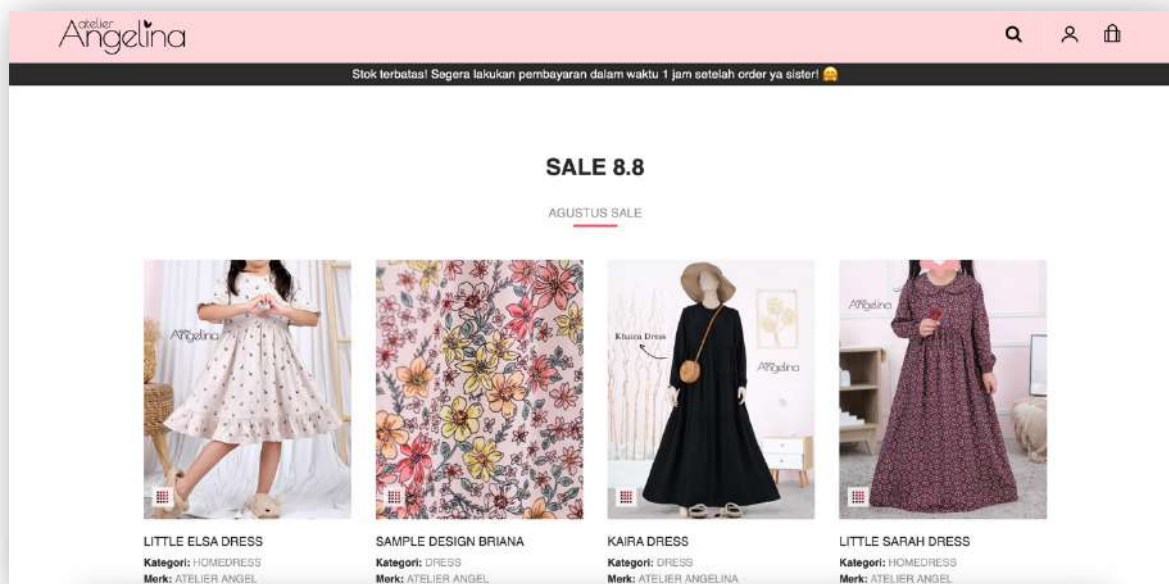 atelier
Angelina
Stok terbatas! Segera lakukan pembayaran dalam waktu 1 jam setelah order ya sister! 🤗
SALE 8.8
AGUSTUS SALE
Angelina
Khaira Dress
Angelina
Angelina
LITTLE ELSA DRESS
Kategori: HOMEDRESS
Merk: ATELIER ANGEL
SAMPLE DESIGN BRIANA
Kategori: DRESS
Merk: ATELIER ANGEL
KAIRA DRESS
Kategori: DRESS
Merk: ATELIER ANGELINA
LITTLE SARAH DRESS
Kategori: HOMEDRESS
Merk: ATELIER ANGEL